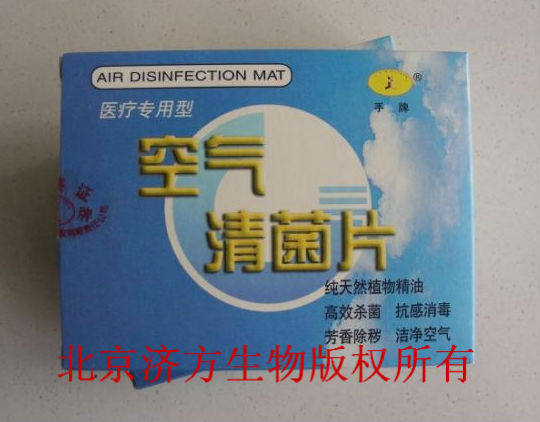 AIR DISINFECTION MAT
®
手牌
医疗专用型
空气
清菌片
纯天然植物精油
高效杀菌 抗感消毒
芳香除秽 洁净空气
北京济方生物版权所有